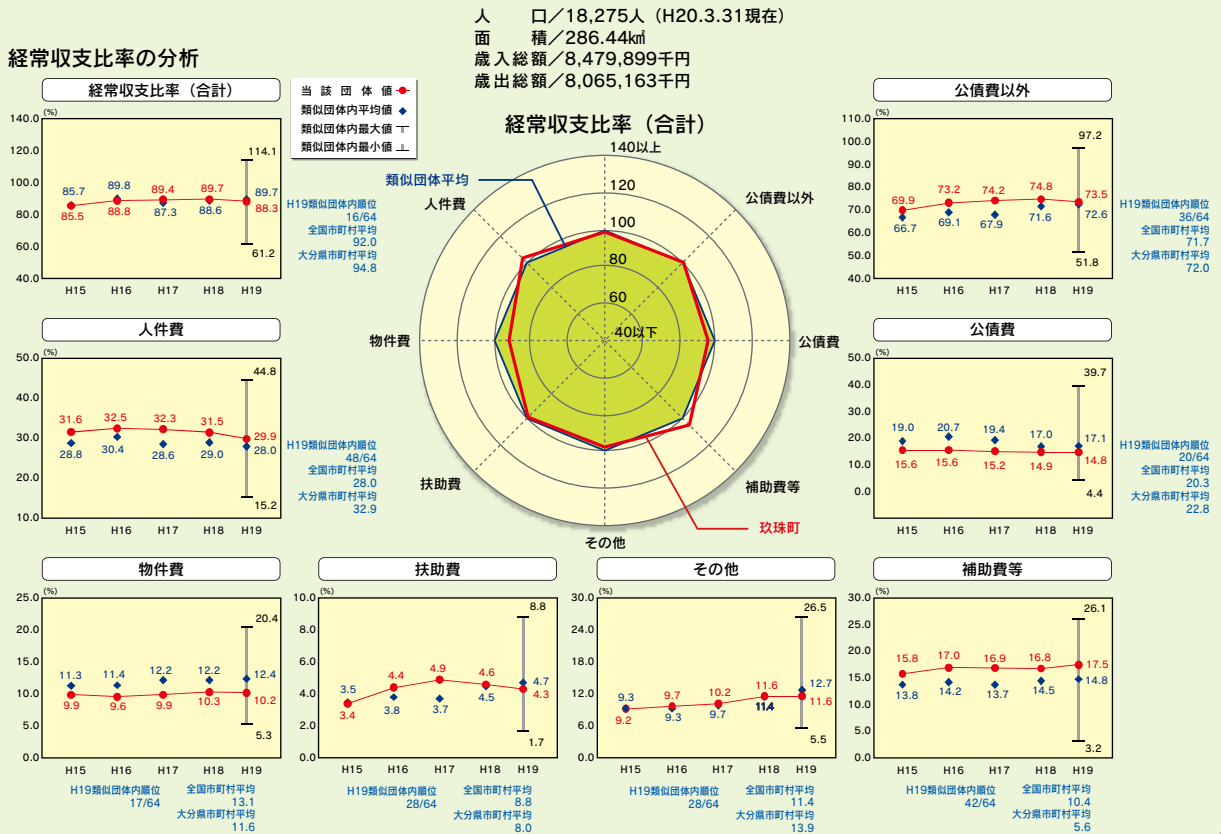 人　　口／18,275人（H20.3.31現在）
面　　積／286.44k㎡
歳入総額／8,479,899千円
歳出総額／8,065,163千円
経常収支比率の分析
経常収支比率（合計）
(%)
140.0
120.0
100.0
80.0
60.0
40.0
85.7 89.8 89.4 89.7 89.7
85.5 88.8 87.3 88.6 88.3
114.1
61.2
H15 H16 H17 H18 H19
H19類似団体内順位
16/64
全国市町村平均
92.0
大分県市町村平均
94.8
当該団体値
類似団体内平均値
類似団体内最大値
類似団体内最小値
経常収支比率（合計）
140以上
120
100
80
60
40以下
類似団体平均
人件費
公債費以外
物件費
公債費
扶助費
補助費等
その他
玖珠町
公債費以外
(%)
110.0
100.0
90.0
80.0
70.0
60.0
50.0
40.0
69.9 73.2 74.2 74.8 73.5
66.7 69.1 67.9 71.6 72.6
97.2
51.8
H15 H16 H17 H18 H19
H19類似団体内順位
36/64
全国市町村平均
71.7
大分県市町村平均
72.0
人件費
(%)
50.0
40.0
30.0
20.0
10.0
31.6 32.5 32.3 31.5 29.9
28.8 30.4 28.6 29.0 28.0
44.8
15.2
H15 H16 H17 H18 H19
H19類似団体内順位
48/64
全国市町村平均
28.0
大分県市町村平均
32.9
公債費
(%)
50.0
40.0
30.0
20.0
10.0
0.0
19.0 20.7 19.4 17.0 17.1
15.6 15.6 15.2 14.9 14.8
39.7
4.4
H15 H16 H17 H18 H19
H19類似団体内順位
20/64
全国市町村平均
20.3
大分県市町村平均
22.8
物件費
(%)
25.0
20.0
15.0
10.0
5.0
0.0
11.3 11.4 12.2 12.2 12.4
9.9 9.6 9.9 10.3 10.2
20.4
5.3
H15 H16 H17 H18 H19
H19類似団体内順位
17/64
全国市町村平均
13.1
大分県市町村平均
11.6
扶助費
(%)
10.0
8.0
6.0
4.0
2.0
0.0
3.5 4.4 4.9 4.6 4.7
3.4 3.8 3.7 4.5 4.3
8.8
1.7
H15 H16 H17 H18 H19
H19類似団体内順位
28/64
全国市町村平均
8.8
大分県市町村平均
8.0
その他
(%)
30.0
24.0
18.0
12.0
6.0
0.0
9.3 9.7 10.2 11.6 12.7
9.2 9.3 9.7 11.4 11.6
26.5
5.5
H15 H16 H17 H18 H19
H19類似団体内順位
28/64
全国市町村平均
11.4
大分県市町村平均
13.9
補助費等
(%)
30.0
25.0
20.0
15.0
10.0
5.0
0.0
15.8 17.0 16.9 16.8 17.5
13.8 14.2 13.7 14.5 14.8
26.1
3.2
H15 H16 H17 H18 H19
H19類似団体内順位
42/64
全国市町村平均
10.4
大分県市町村平均
5.6